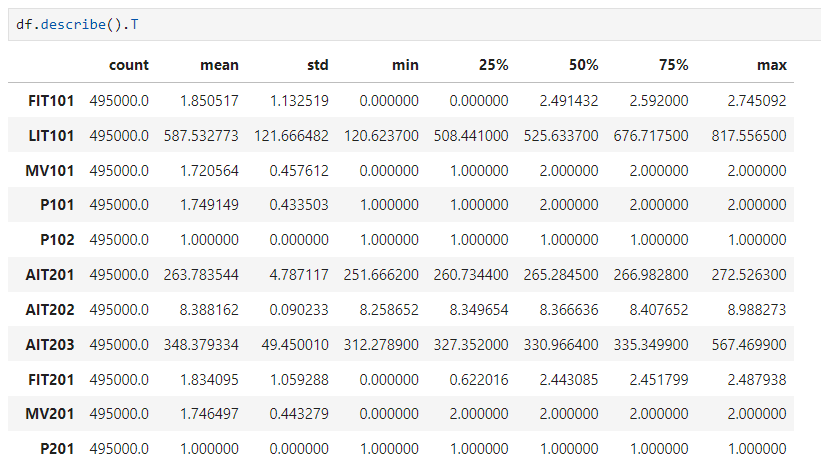 df.describe().T
count mean std min 25% 50% 75% max
FIT101 495000.0 1.850517 1.132519 0.000000 0.000000 2.491432 2.592000 2.745092
LIT101 495000.0 587.532773 121.666482 120.623700 508.441000 525.633700 676.717500 817.556500
MV101 495000.0 1.720564 0.457612 0.000000 1.000000 2.000000 2.000000 2.000000
P101 495000.0 1.749149 0.433503 1.000000 1.000000 2.000000 2.000000 2.000000
P102 495000.0 1.000000 0.000000 1.000000 1.000000 1.000000 1.000000 1.000000
AIT201 495000.0 263.783544 4.787117 251.666200 260.734400 265.284500 266.982800 272.526300
AIT202 495000.0 8.388162 0.090233 8.258652 8.349654 8.366636 8.407652 8.988273
AIT203 495000.0 348.379334 49.450010 312.278900 327.352000 330.966400 335.349900 567.469900
FIT201 495000.0 1.834095 1.059288 0.000000 0.622016 2.443085 2.451799 2.487938
MV201 495000.0 1.746497 0.443279 0.000000 2.000000 2.000000 2.000000 2.000000
P201 495000.0 1.000000 0.000000 1.000000 1.000000 1.000000 1.000000 1.000000